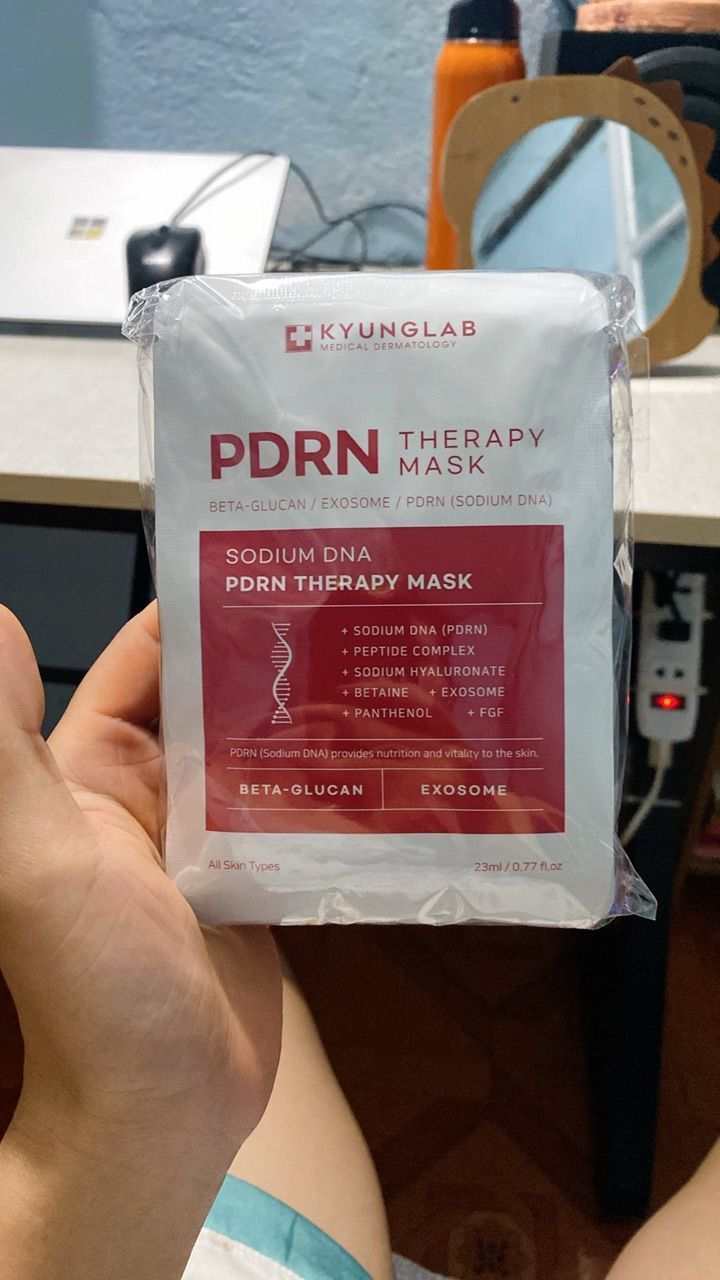 KYUNGLAB
MEDICAL DERMATOLOGY
PDRN THERAPY MASK
BETA-GLUCAN / EXOSOME / PDRN (SODIUM DNA)
SODIUM DNA
PDRN THERAPY MASK
+ SODIUM DNA (PDRN)
+ PEPTIDE COMPLEX
+ SODIUM HYALURONATE
+ BETAINE + EXOSOME
+ PANTHENOL + FGF
PDRN (Sodium DNA) provides nutrition and vitality to the skin.
BETA-GLUCAN EXOSOME
All Skin Types 23ml / 0.77 fl.oz